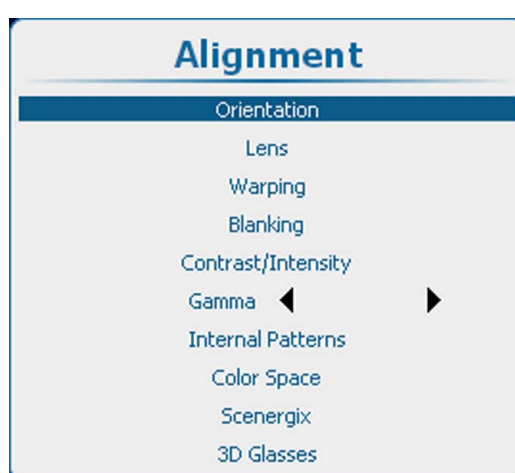 Alignment
Orientation
Lens
Warping
Blanking
Contrast/Intensity
Gamma
Internal Patterns
Color Space
Scenergix
3D Glasses